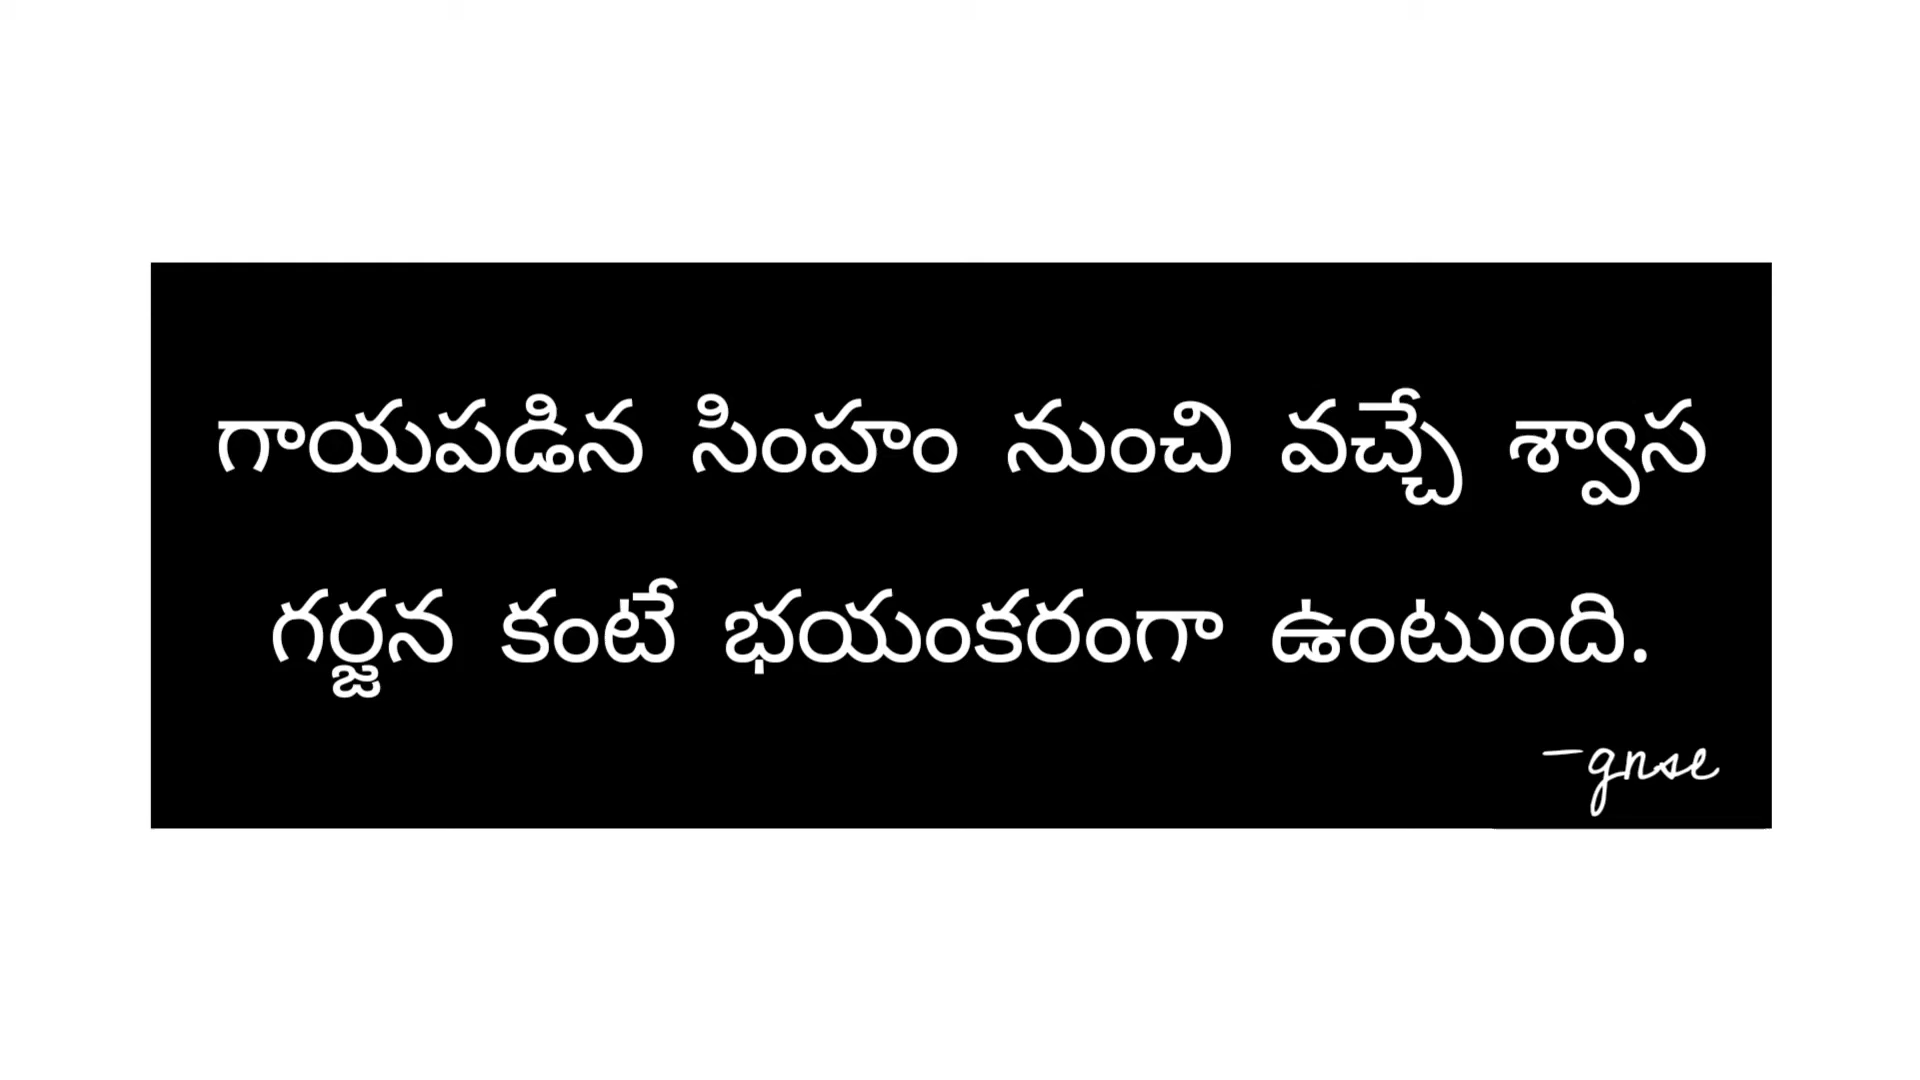 గాయపడిన సింహం నుంచి వచ్చే శ్వాస
గర్జన కంటే భయంకరంగా ఉంటుంది.
-gnse